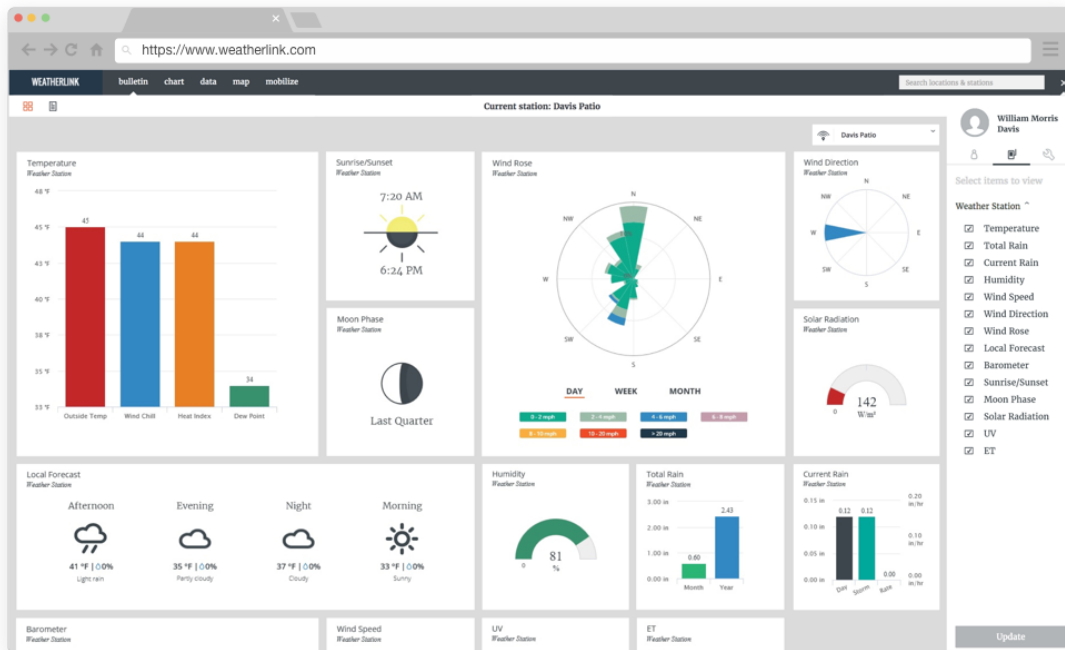 https://www.weatherlink.com
WEATHERLINK bulletin chart data map mobilize
Search locations & stations
Current station: Davis Patio
William Morris
Davis
Davis Patio
Select items to view
Weather Station
Temperature
Total Rain
Current Rain
Humidity
Wind Speed
Wind Direction
Wind Rose
Local Forecast
Barometer
Sunrise/Sunset
Moon Phase
Solar Radiation
UV
ET
Update
Temperature
Weather Station
48 °F
45 °F
43 °F
40 °F
38 °F
35 °F
33 °F
45
44
44
34
Outside Temp Wind Chill Heat Index Dew Point
Sunrise/Sunset
Weather Station
7:20 AM
6:24 PM
Moon Phase
Weather Station
Last Quarter
Wind Rose
Weather Station
N
NW NE
W E
SW SE
S
DAY WEEK MONTH
0 - 2 mph 2 - 4 mph 4 - 6 mph 6 - 8 mph
8 - 10 mph 10 - 20 mph > 20 mph
Wind Direction
Weather Station
N
NW NE
W E
SW SE
S
Solar Radiation
Weather Station
0 142
W/m²
Local Forecast
Weather Station
Afternoon Evening Night Morning
41 °F | 0% 35 °F | 0% 37 °F | 0% 33 °F | 0%
Light rain Partly cloudy Cloudy Sunny
Humidity
Weather Station
0 81
%
Total Rain
Weather Station
3.00 in
2.00 in
1.00 in
0.00 in
0.60
2.43
Month Year
Current Rain
Weather Station
0.15 in
0.10 in
0.05 in
0.00 in
0.12 0.12 0.00
0.20
in/hr
0.10
in/hr
0.00
in/hr
Day Storm Rate
Barometer
Weather Station
Wind Speed
Weather Station
UV
Weather Station
ET
Weather Station